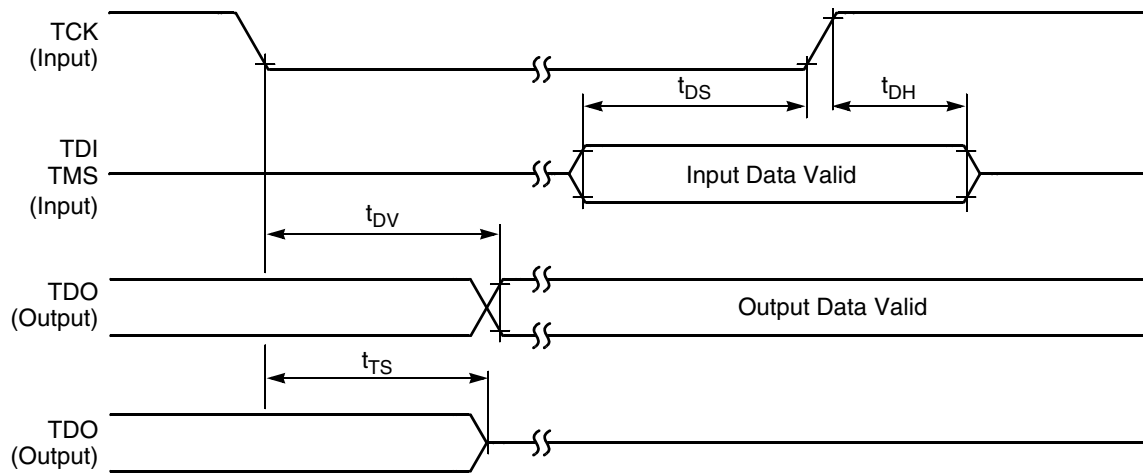 TCK
(Input)
tDS
tDH
TDI
TMS
(Input)
Input Data Valid
tDV
TDO
(Output)
Output Data Valid
tTS
TDO
(Output)